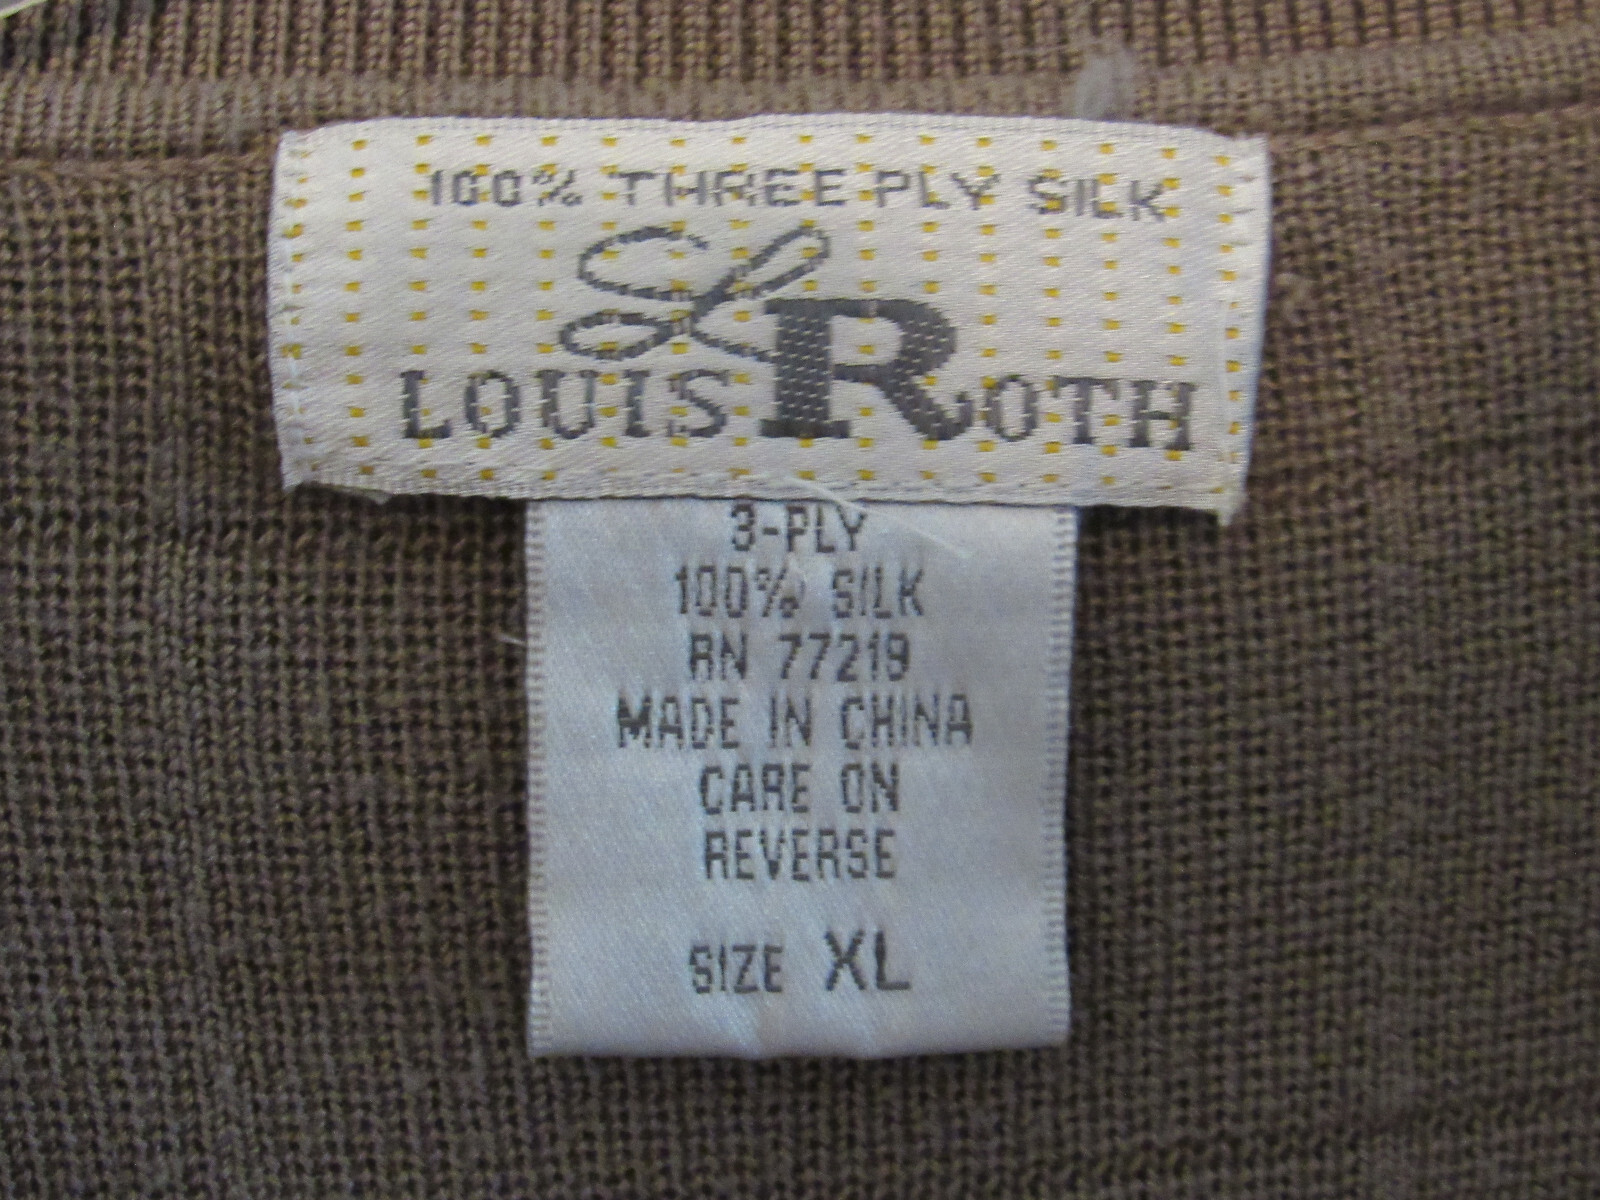 100% THREE PLY SILK
LR
LOUIS ROTH
3-PLY
100% SILK
RN 77219
MADE IN CHINA
CARE ON
REVERSE
SIZE XL